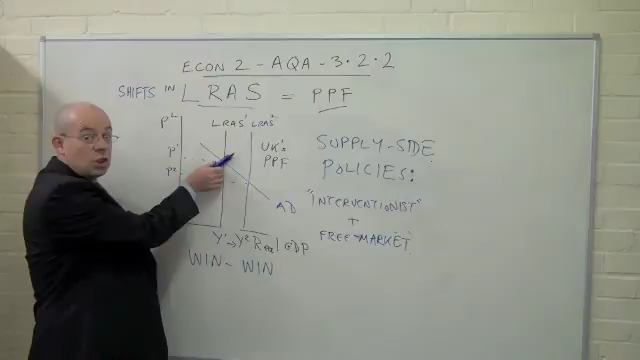 ECON 2 - AQA - 3.2.2
SHIFTS IN LRAS = PPF
PL
LRAS¹ LRAS²
P¹
P²
UK's
PPF
AD
Y¹ → Y² Real GDP
WIN - WIN
SUPPLY-SIDE
POLICIES:
"INTERVENTIONIST"
+
FREE-MARKET